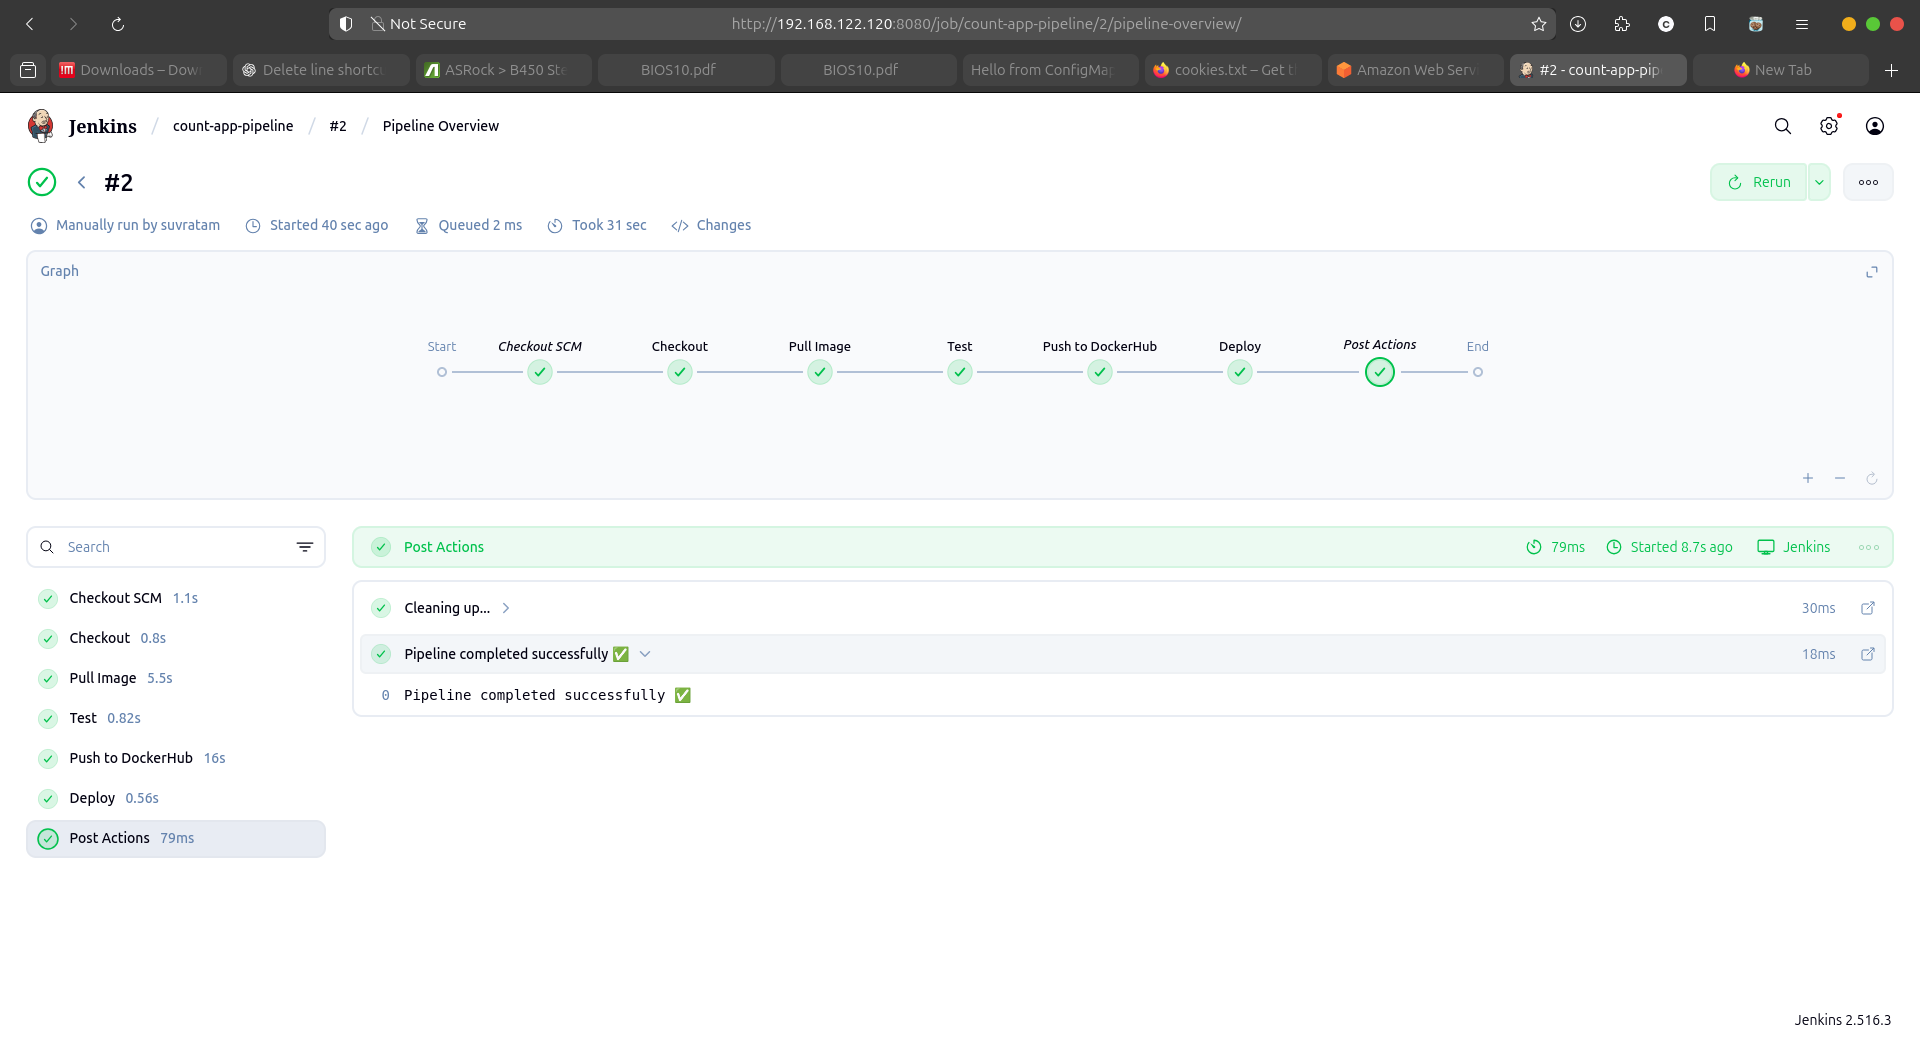 Not Secure
http://192.168.122.120:8080/job/count-app-pipeline/2/pipeline-overview/
Downloads – Dow
Delete line shortcu
ASRock > B450 Ste
BIOS10.pdf
BIOS10.pdf
Hello from ConfigMap
cookies.txt – Get t
Amazon Web Serv
#2 - count-app-pip
New Tab
Jenkins / count-app-pipeline / #2 / Pipeline Overview
#2
Rerun
Manually run by suvratam
Started 40 sec ago
Queued 2 ms
Took 31 sec
Changes
Graph
Start
Checkout SCM
Checkout
Pull Image
Test
Push to DockerHub
Deploy
Post Actions
End
Search
Checkout SCM 1.1s
Checkout 0.8s
Pull Image 5.5s
Test 0.82s
Push to DockerHub 16s
Deploy 0.56s
Post Actions 79ms
Post Actions
79ms
Started 8.7s ago
Jenkins
Cleaning up...
30ms
Pipeline completed successfully ✅
18ms
0 Pipeline completed successfully ✅
Jenkins 2.516.3